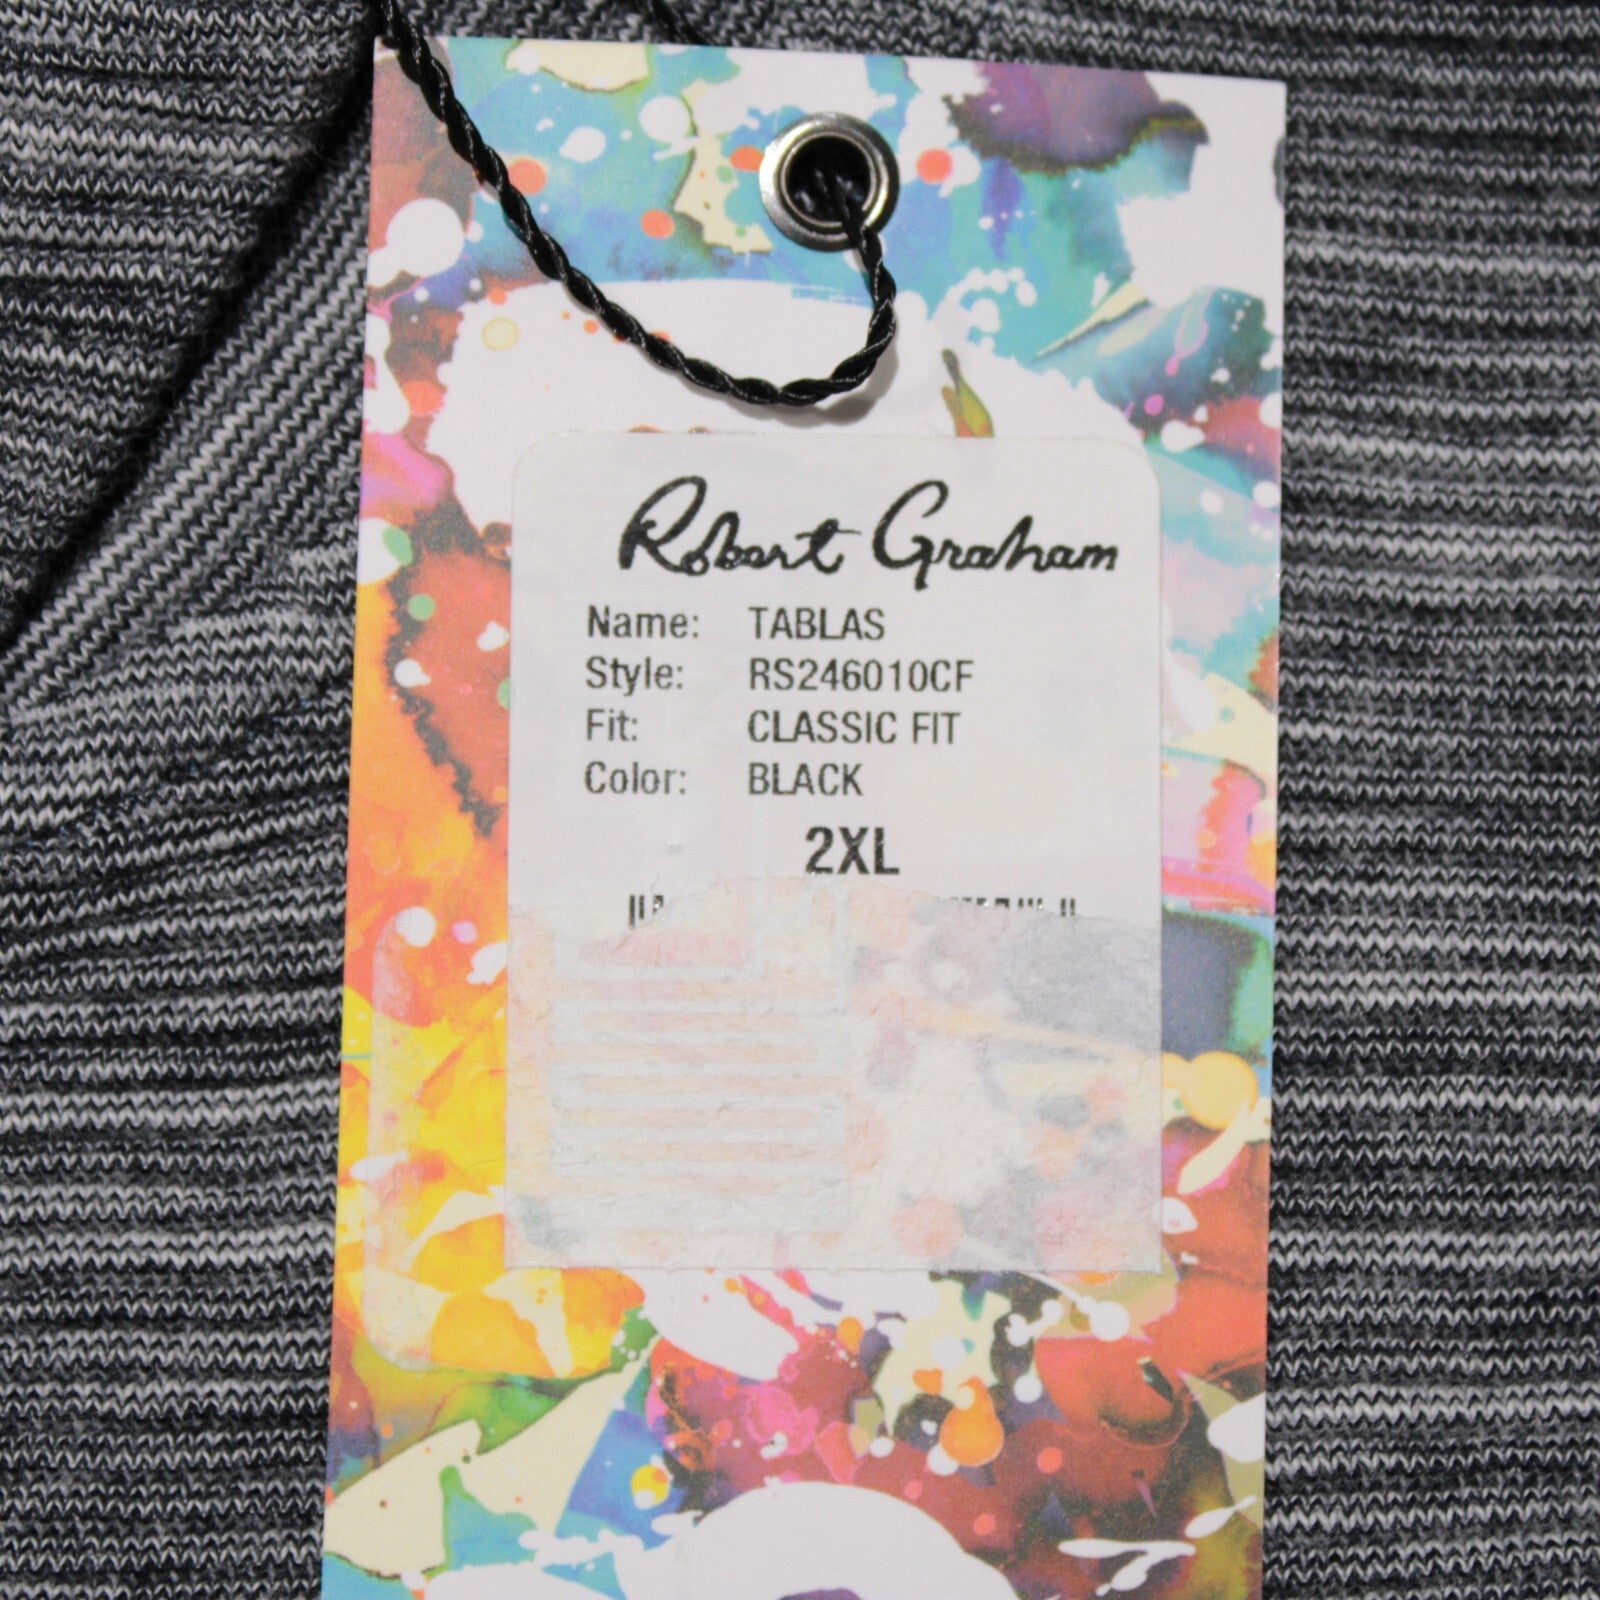 Robert Graham
Name: TABLAS
Style: RS246010CF
Fit: CLASSIC FIT
Color: BLACK
2XL